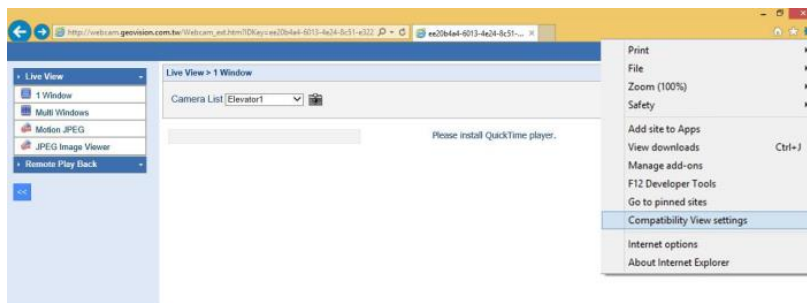 http://webcam.geovision.com.tw/Webcam_ext.htm?IDKey=ee20b4a4-6013-4e24-8c51-e322
ee20b4a4-6013-4e24-8c51-...
Live View
1 Window
Multi Windows
Motion JPEG
JPEG Image Viewer
Remote Play Back
<<
Live View > 1 Window
Camera List Elevator1
Please install QuickTime player.
Print
File
Zoom (100%)
Safety
Add site to Apps
View downloads Ctrl+J
Manage add-ons
F12 Developer Tools
Go to pinned sites
Compatibility View settings
Internet options
About Internet Explorer